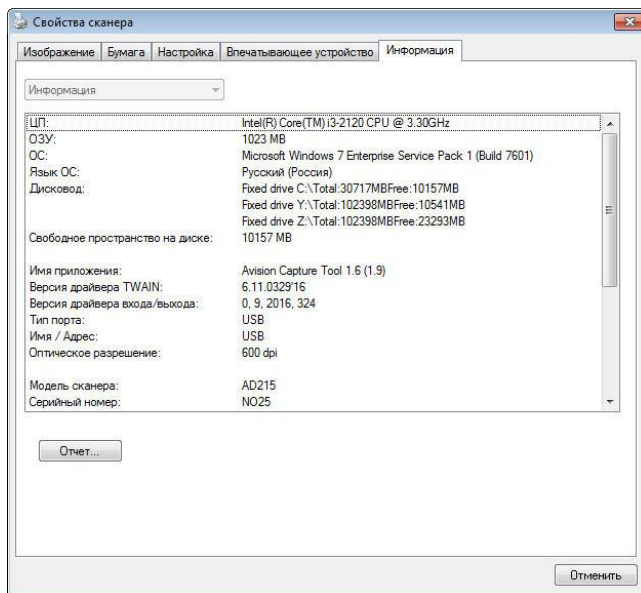 Свойства сканера
Изображение Бумага Настройка Впечатывающее устройство Информация
Информация
ЦП: Intel(R) Core(TM) i3-2120 CPU @ 3.30GHz
ОЗУ: 1023 MB
ОС: Microsoft Windows 7 Enterprise Service Pack 1 (Build 7601)
Язык ОС: Русский (Россия)
Дисковод: Fixed drive C:\Total:30717MBFree:10157MB
Fixed drive Y:\Total:102398MBFree:10541MB
Fixed drive Z:\Total:102398MBFree:23293MB
Свободное пространство на диске: 10157 MB
Имя приложения: Avision Capture Tool 1.6 (1.9)
Версия драйвера TWAIN: 6.11.0329'16
Версия драйвера входа/выхода: 0, 9, 2016, 324
Тип порта: USB
Имя / Адрес: USB
Оптическое разрешение: 600 dpi
Модель сканера: AD215
Серийный номер: NO25
Отчет...
Отменить